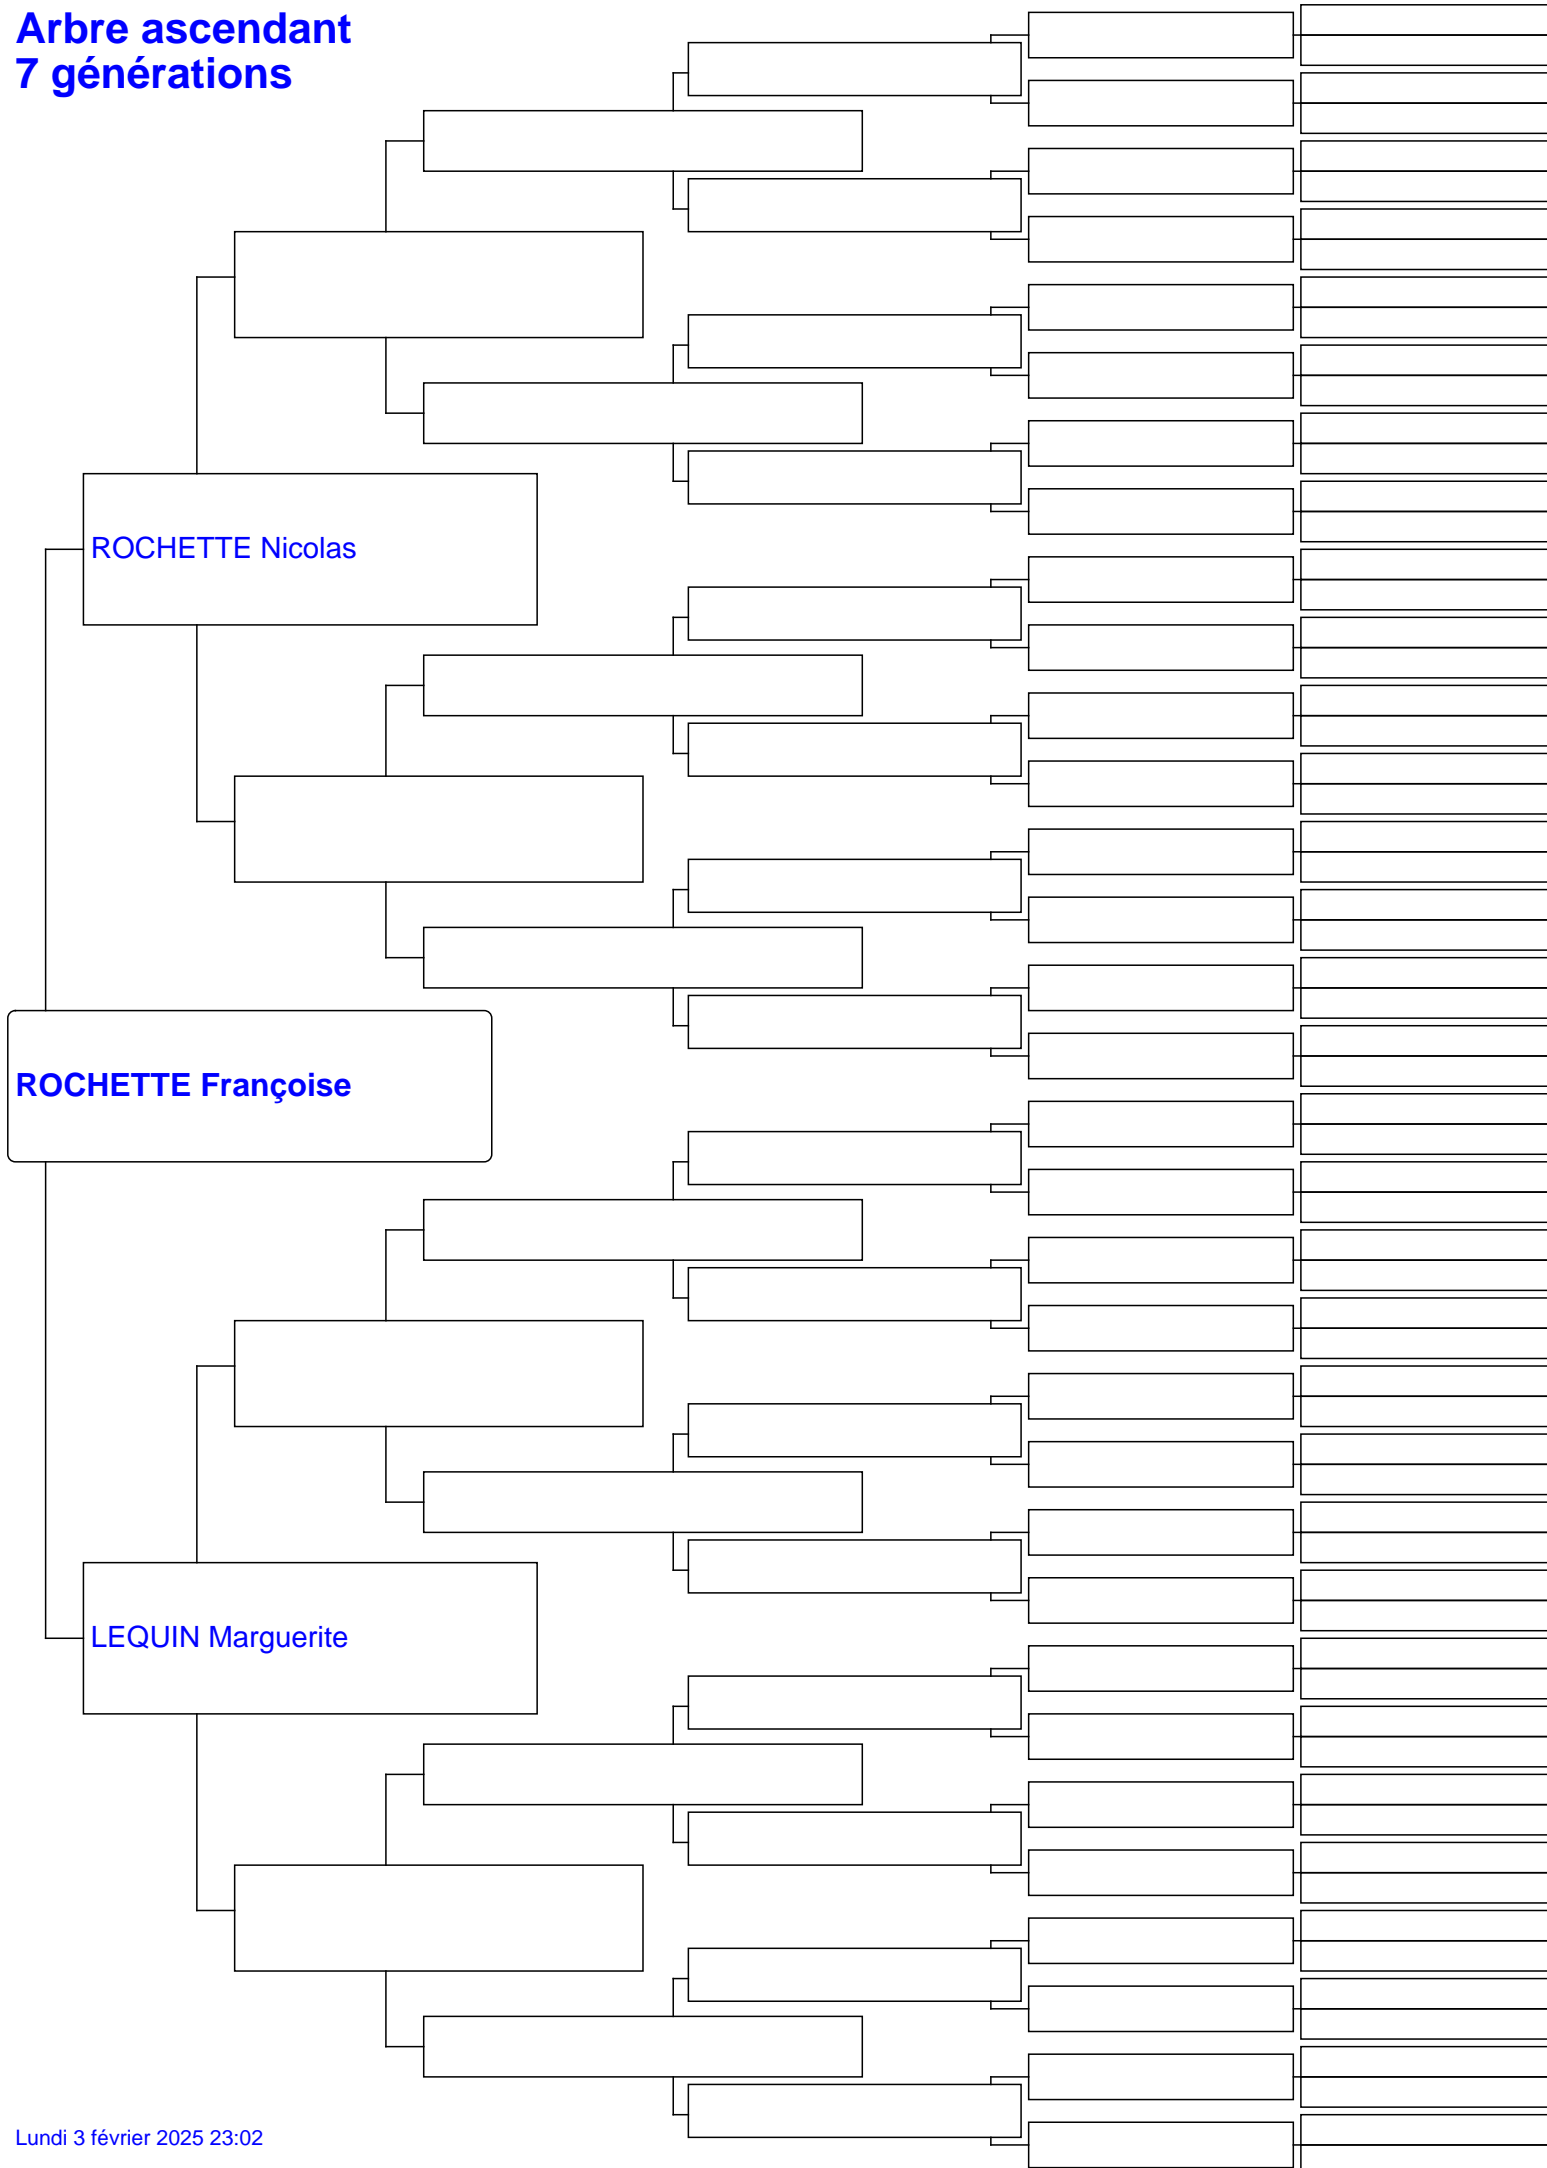 Arbre ascendant
7 générations
ROCHETTE Nicolas
ROCHETTE Françoise
LEQUIN Marguerite
Lundi 3 février 2025 23:02